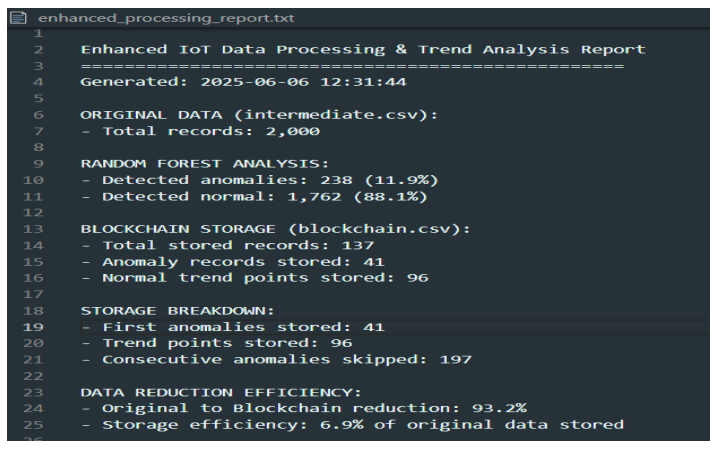 enhanced_processing_report.txt
1
2 Enhanced IoT Data Processing & Trend Analysis Report
3 ==================================================
4 Generated: 2025-06-06 12:31:44
5
6 ORIGINAL DATA (intermediate.csv):
7 - Total records: 2,000
8
9 RANDOM FOREST ANALYSIS:
10 - Detected anomalies: 238 (11.9%)
11 - Detected normal: 1,762 (88.1%)
12
13 BLOCKCHAIN STORAGE (blockchain.csv):
14 - Total stored records: 137
15 - Anomaly records stored: 41
16 - Normal trend points stored: 96
17
18 STORAGE BREAKDOWN:
19 - First anomalies stored: 41
20 - Trend points stored: 96
21 - Consecutive anomalies skipped: 197
22
23 DATA REDUCTION EFFICIENCY:
24 - Original to Blockchain reduction: 93.2%
25 - Storage efficiency: 6.9% of original data stored
26